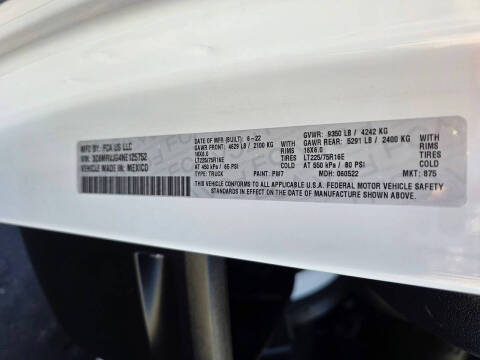 MFD BY: FCA US LLC
VIN: 3C6MRVJG4NE125752
VEHICLE MADE IN: MEXICO
DATE OF MFR (BUILT): 6-22
GAWR FRONT: 4629 LB / 2100 KG
16X6.0 RIMS
LT225/75R16E TIRES
AT 450 kPa / 65 PSI COLD
TYPE: TRUCK PAINT: PW7
GVWR: 9350 LB / 4242 KG
GAWR REAR: 5291 LB / 2400 KG
16X6.0 RIMS
LT225/75R16E TIRES
AT 550 kPa / 80 PSI COLD
MDH: 060522 MKT: 875
THIS VEHICLE CONFORMS TO ALL APPLICABLE U.S.A. FEDERAL MOTOR VEHICLE SAFETY
STANDARDS IN EFFECT ON THE DATE OF MANUFACTURE SHOWN ABOVE.